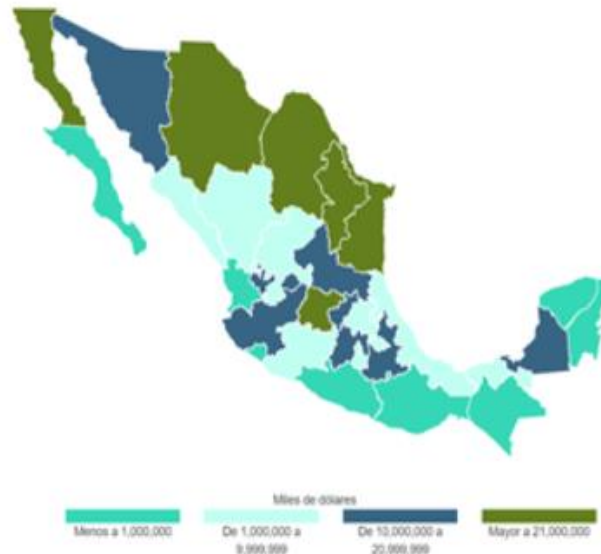 Miles de dólares
Menos a 1,000,000
De 1,000,000 a
9,999,999
De 10,000,000 a
20,999,999
Mayor a 21,000,000